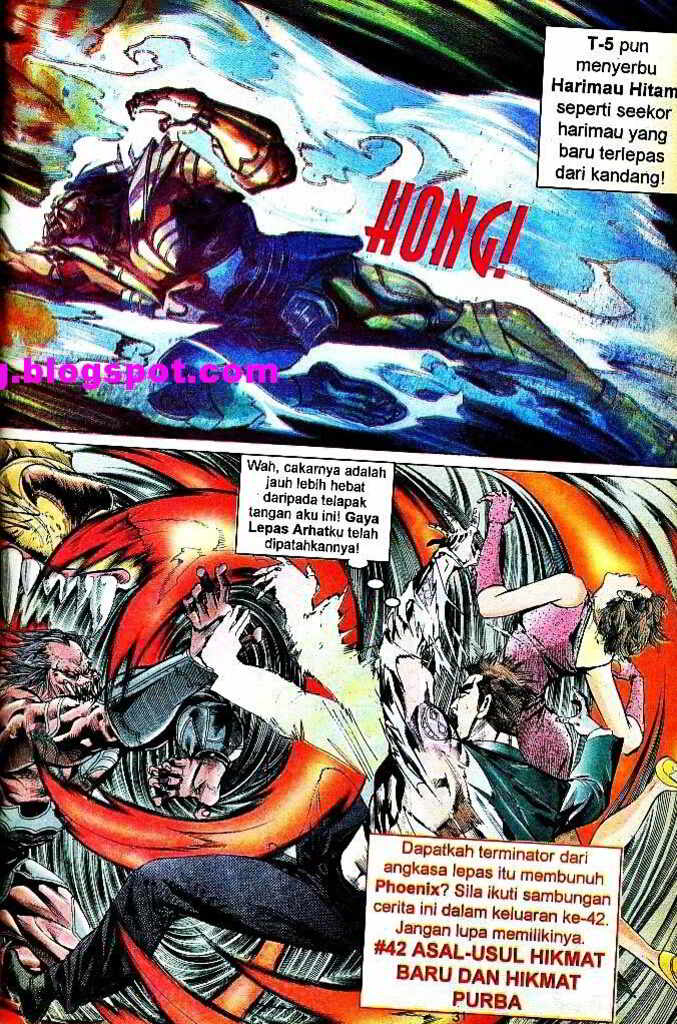 T-5 pun
menyerbu
Harimau Hitam
seperti seekor
harimau yang
baru terlepas
dari kandang!
HONG!
g.blogspot.com
Wah, cakarnya adalah
jauh lebih hebat
daripada telapak
tangan aku ini! Gaya
Lepas Arhatku telah
dipatahkannya!
Dapatkah terminator dari
angkasa lepas itu membunuh
Phoenix? Sila ikuti sambungan
cerita ini dalam keluaran ke-42.
Jangan lupa memilikinya.
#42 ASAL-USUL HIKMAT
BARU DAN HIKMAT
PURBA
31